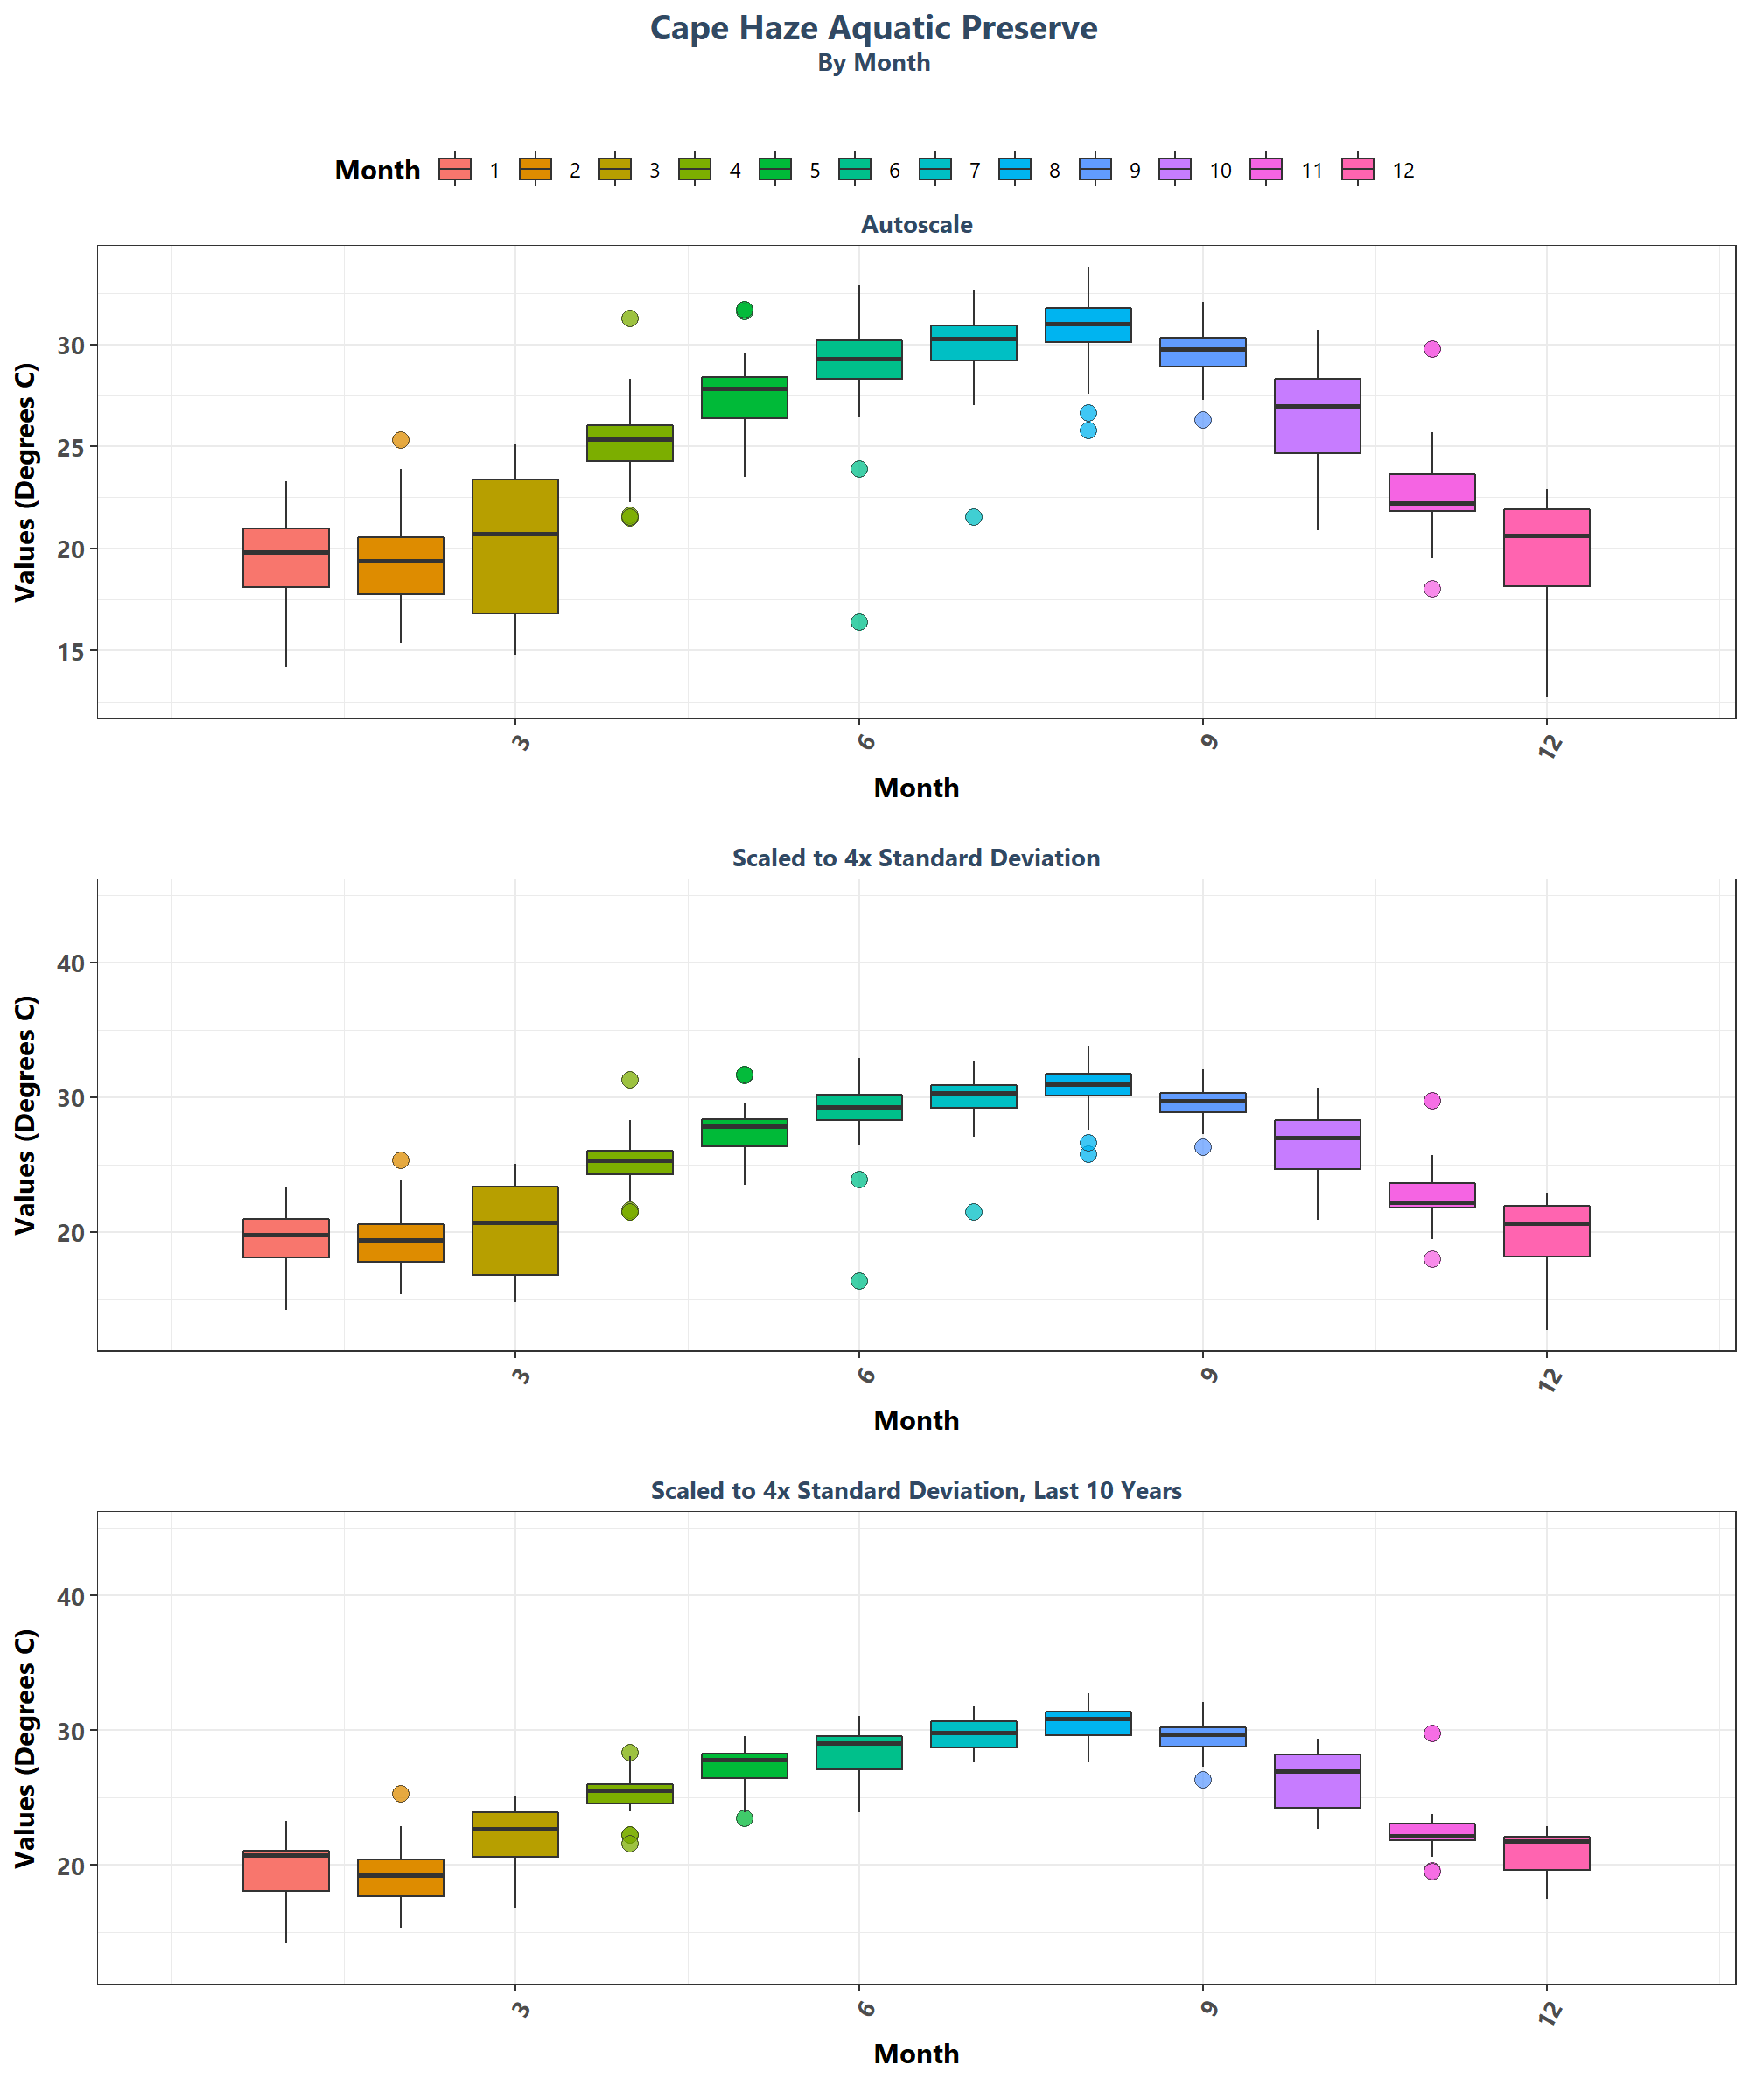 Cape Haze Aquatic Preserve
By Month
Month 1 2 3 4 5 6 7 8 9 10 11 12
Autoscale
Values (Degrees C)
30
25
20
15
3 6 9 12
Month
Scaled to 4x Standard Deviation
Values (Degrees C)
40
30
20
3 6 9 12
Month
Scaled to 4x Standard Deviation, Last 10 Years
Values (Degrees C)
40
30
20
3 6 9 12
Month